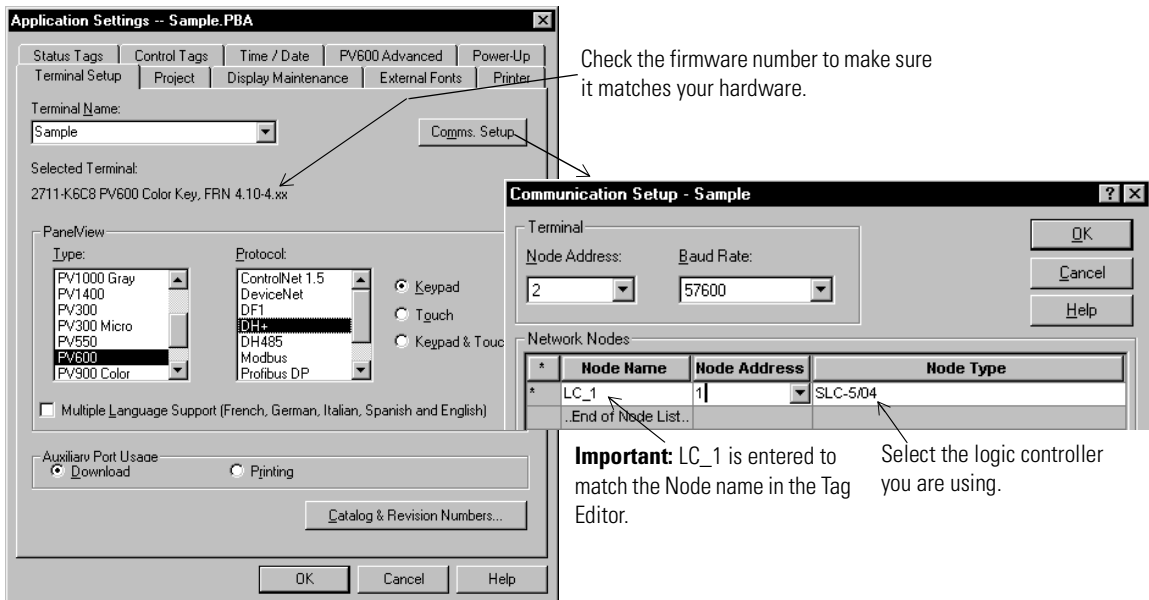 Application Settings -- Sample.PBA
Status Tags Control Tags Time / Date PV600 Advanced Power-Up
Terminal Setup Project Display Maintenance External Fonts Printer
Terminal Name:
Sample
Comms. Setup
Selected Terminal:
2711-K6C8 PV600 Color Key, FRN 4.10-4.xx
PanelView
Type:
PV1000 Gray
PV1400
PV300
PV300 Micro
PV550
PV600
PV900 Color
Protocol:
ControlNet 1.5
DeviceNet
DF1
DH+
DH485
Modbus
Profibus DP
Keypad
Touch
Keypad & Touc
Multiple Language Support (French, German, Italian, Spanish and English)
Auxiliary Port Usage
Download Printing
Catalog & Revision Numbers...
OK Cancel Help
Check the firmware number to make sure
it matches your hardware.
Communication Setup - Sample
Terminal
Node Address: Baud Rate:
2 57600
OK
Cancel
Help
Network Nodes
* Node Name Node Address Node Type
* LC_1 1 SLC-5/04
..End of Node List..
Important: LC_1 is entered to
match the Node name in the Tag
Editor.
Select the logic controller
you are using.